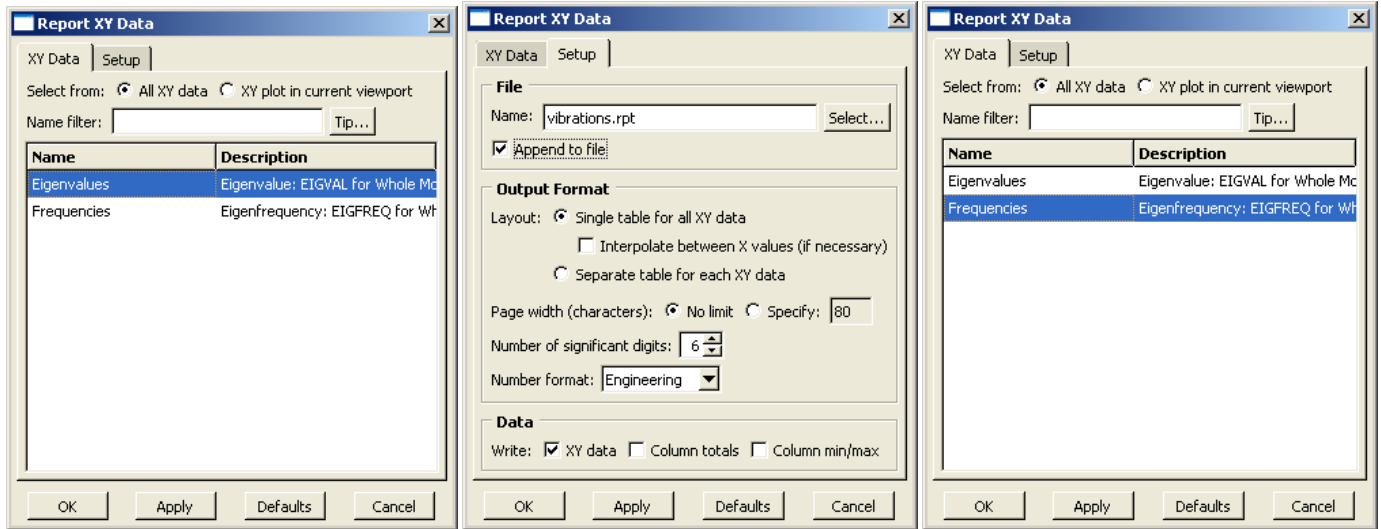 Report XY Data
XY Data Setup
Select from: All XY data XY plot in current viewport
Name filter: Tip...
Name Description
Eigenvalues Eigenvalue: EIGVAL for Whole Mo
Frequencies Eigenfrequency: EIGFREQ for Wh
OK Apply Defaults Cancel
Report XY Data
XY Data Setup
File
Name: vibrations.rpt Select...
Append to file
Output Format
Layout: Single table for all XY data
Interpolate between X values (if necessary)
Separate table for each XY data
Page width (characters): No limit Specify: 80
Number of significant digits: 6
Number format: Engineering
Data
Write: XY data Column totals Column min/max
OK Apply Defaults Cancel
Report XY Data
XY Data Setup
Select from: All XY data XY plot in current viewport
Name filter: Tip...
Name Description
Eigenvalues Eigenvalue: EIGVAL for Whole Mo
Frequencies Eigenfrequency: EIGFREQ for Wh
OK Apply Defaults Cancel